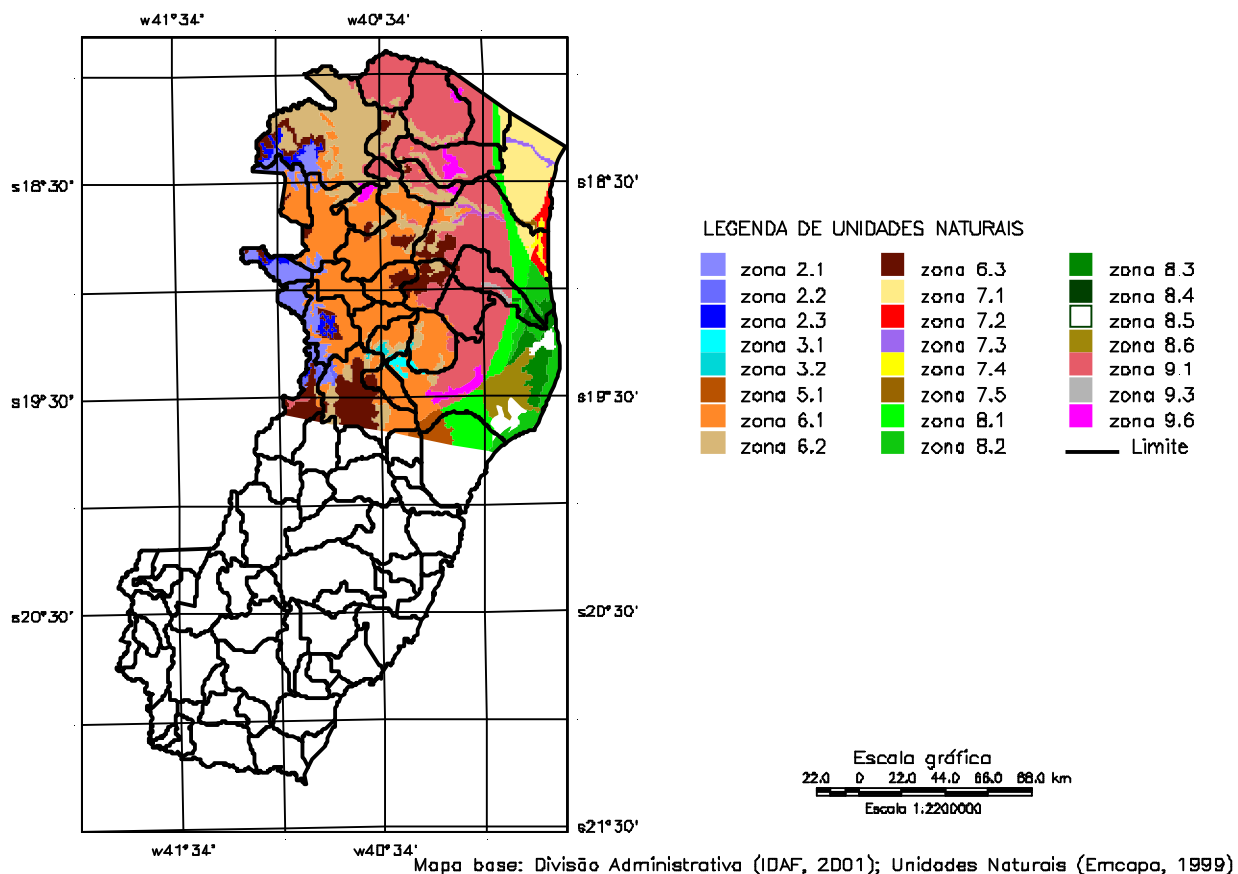 w41°34' w40°34'
s18°30' s18°30'
s19°30' s19°30'
s20°30' s20°30'
s21°30'
w41°34' w40°34'
LEGENDA DE UNIDADES NATURAIS
zona 2.1 zona 6.3 zona 8.3
zona 2.2 zona 7.1 zona 8.4
zona 2.3 zona 7.2 zona 8.5
zona 3.1 zona 7.3 zona 8.6
zona 3.2 zona 7.4 zona 9.1
zona 5.1 zona 7.5 zona 9.3
zona 6.1 zona 8.1 zona 9.6
zona 6.2 zona 8.2 Limite
Escala gráfica
22.0 0 22.0 44.0 66.0 88.0 km
Escala 1:2200000
Mapa base: Divisão Administrativa (IDAF, 2001); Unidades Naturais (Emcapa, 1999)